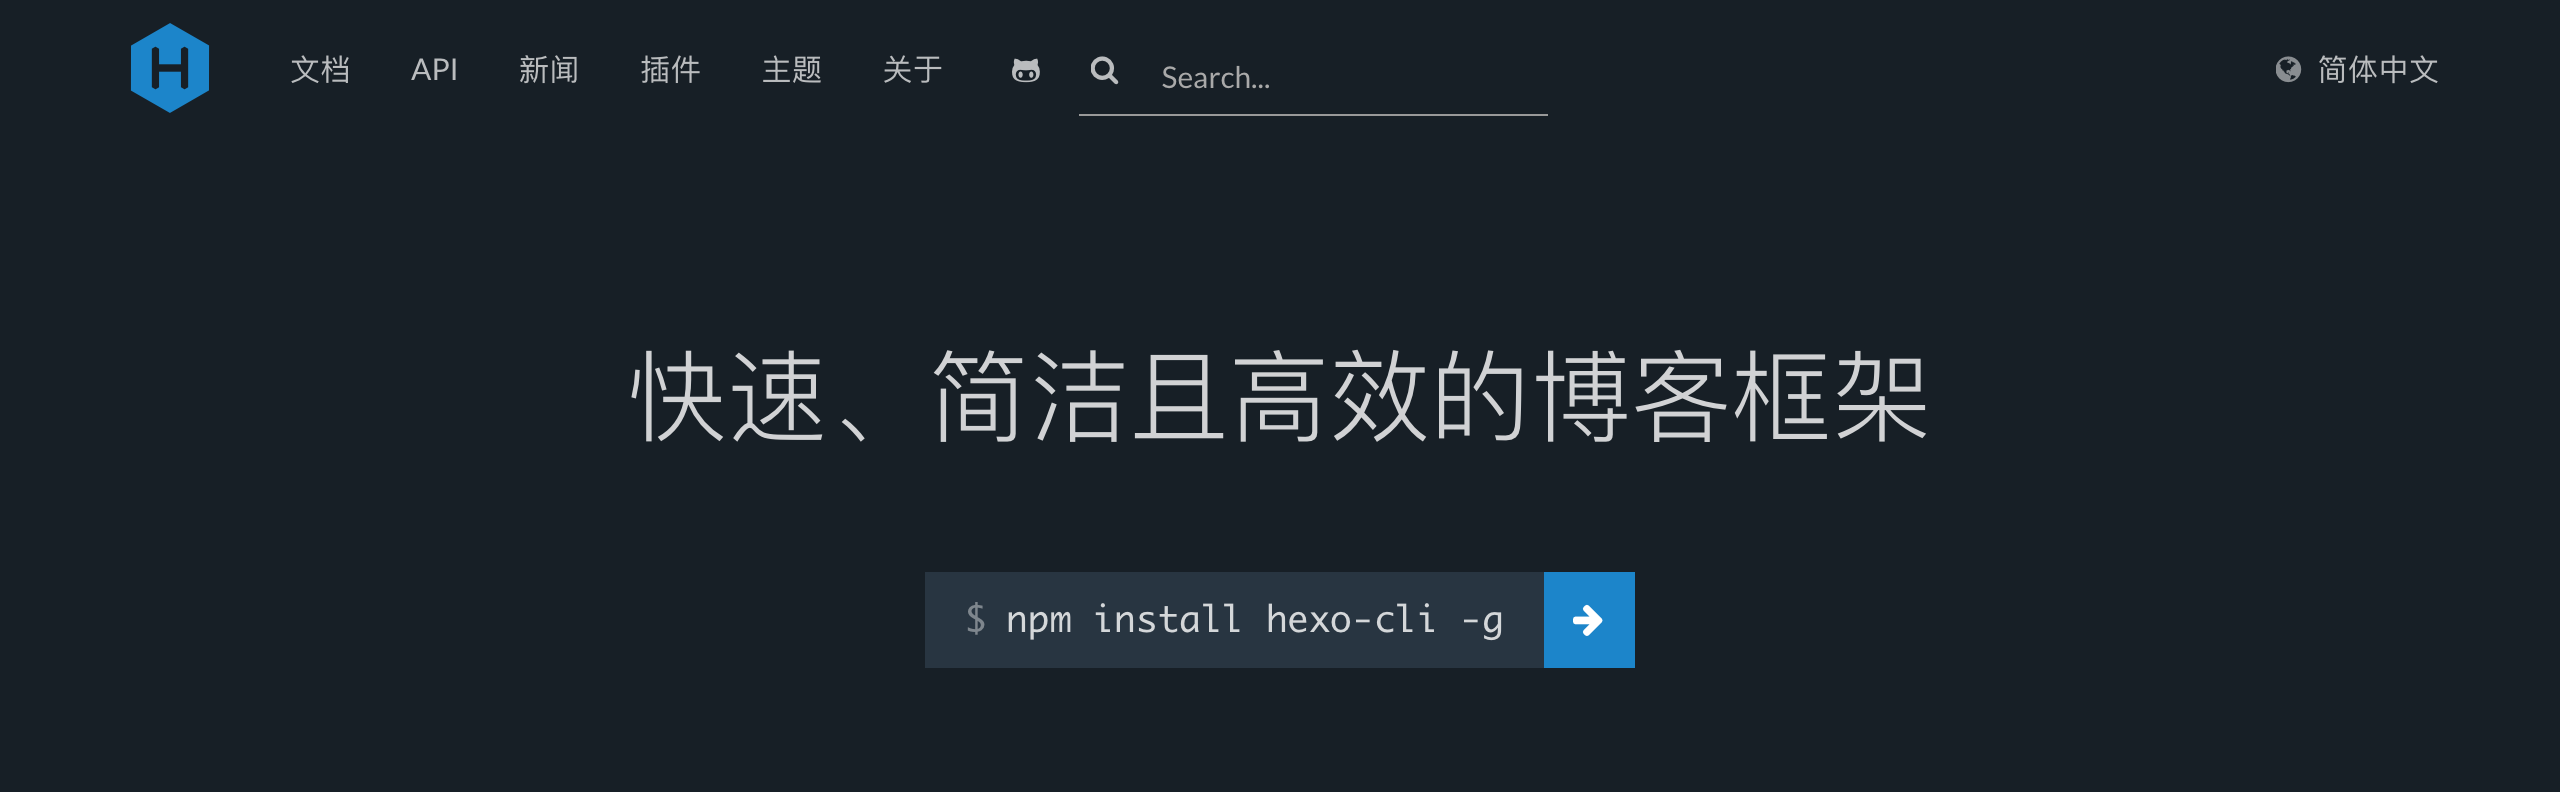 H
文档 API 新闻 插件 主题 关于 Search... 简体中文
快速、简洁且高效的博客框架
$ npm install hexo-cli -g